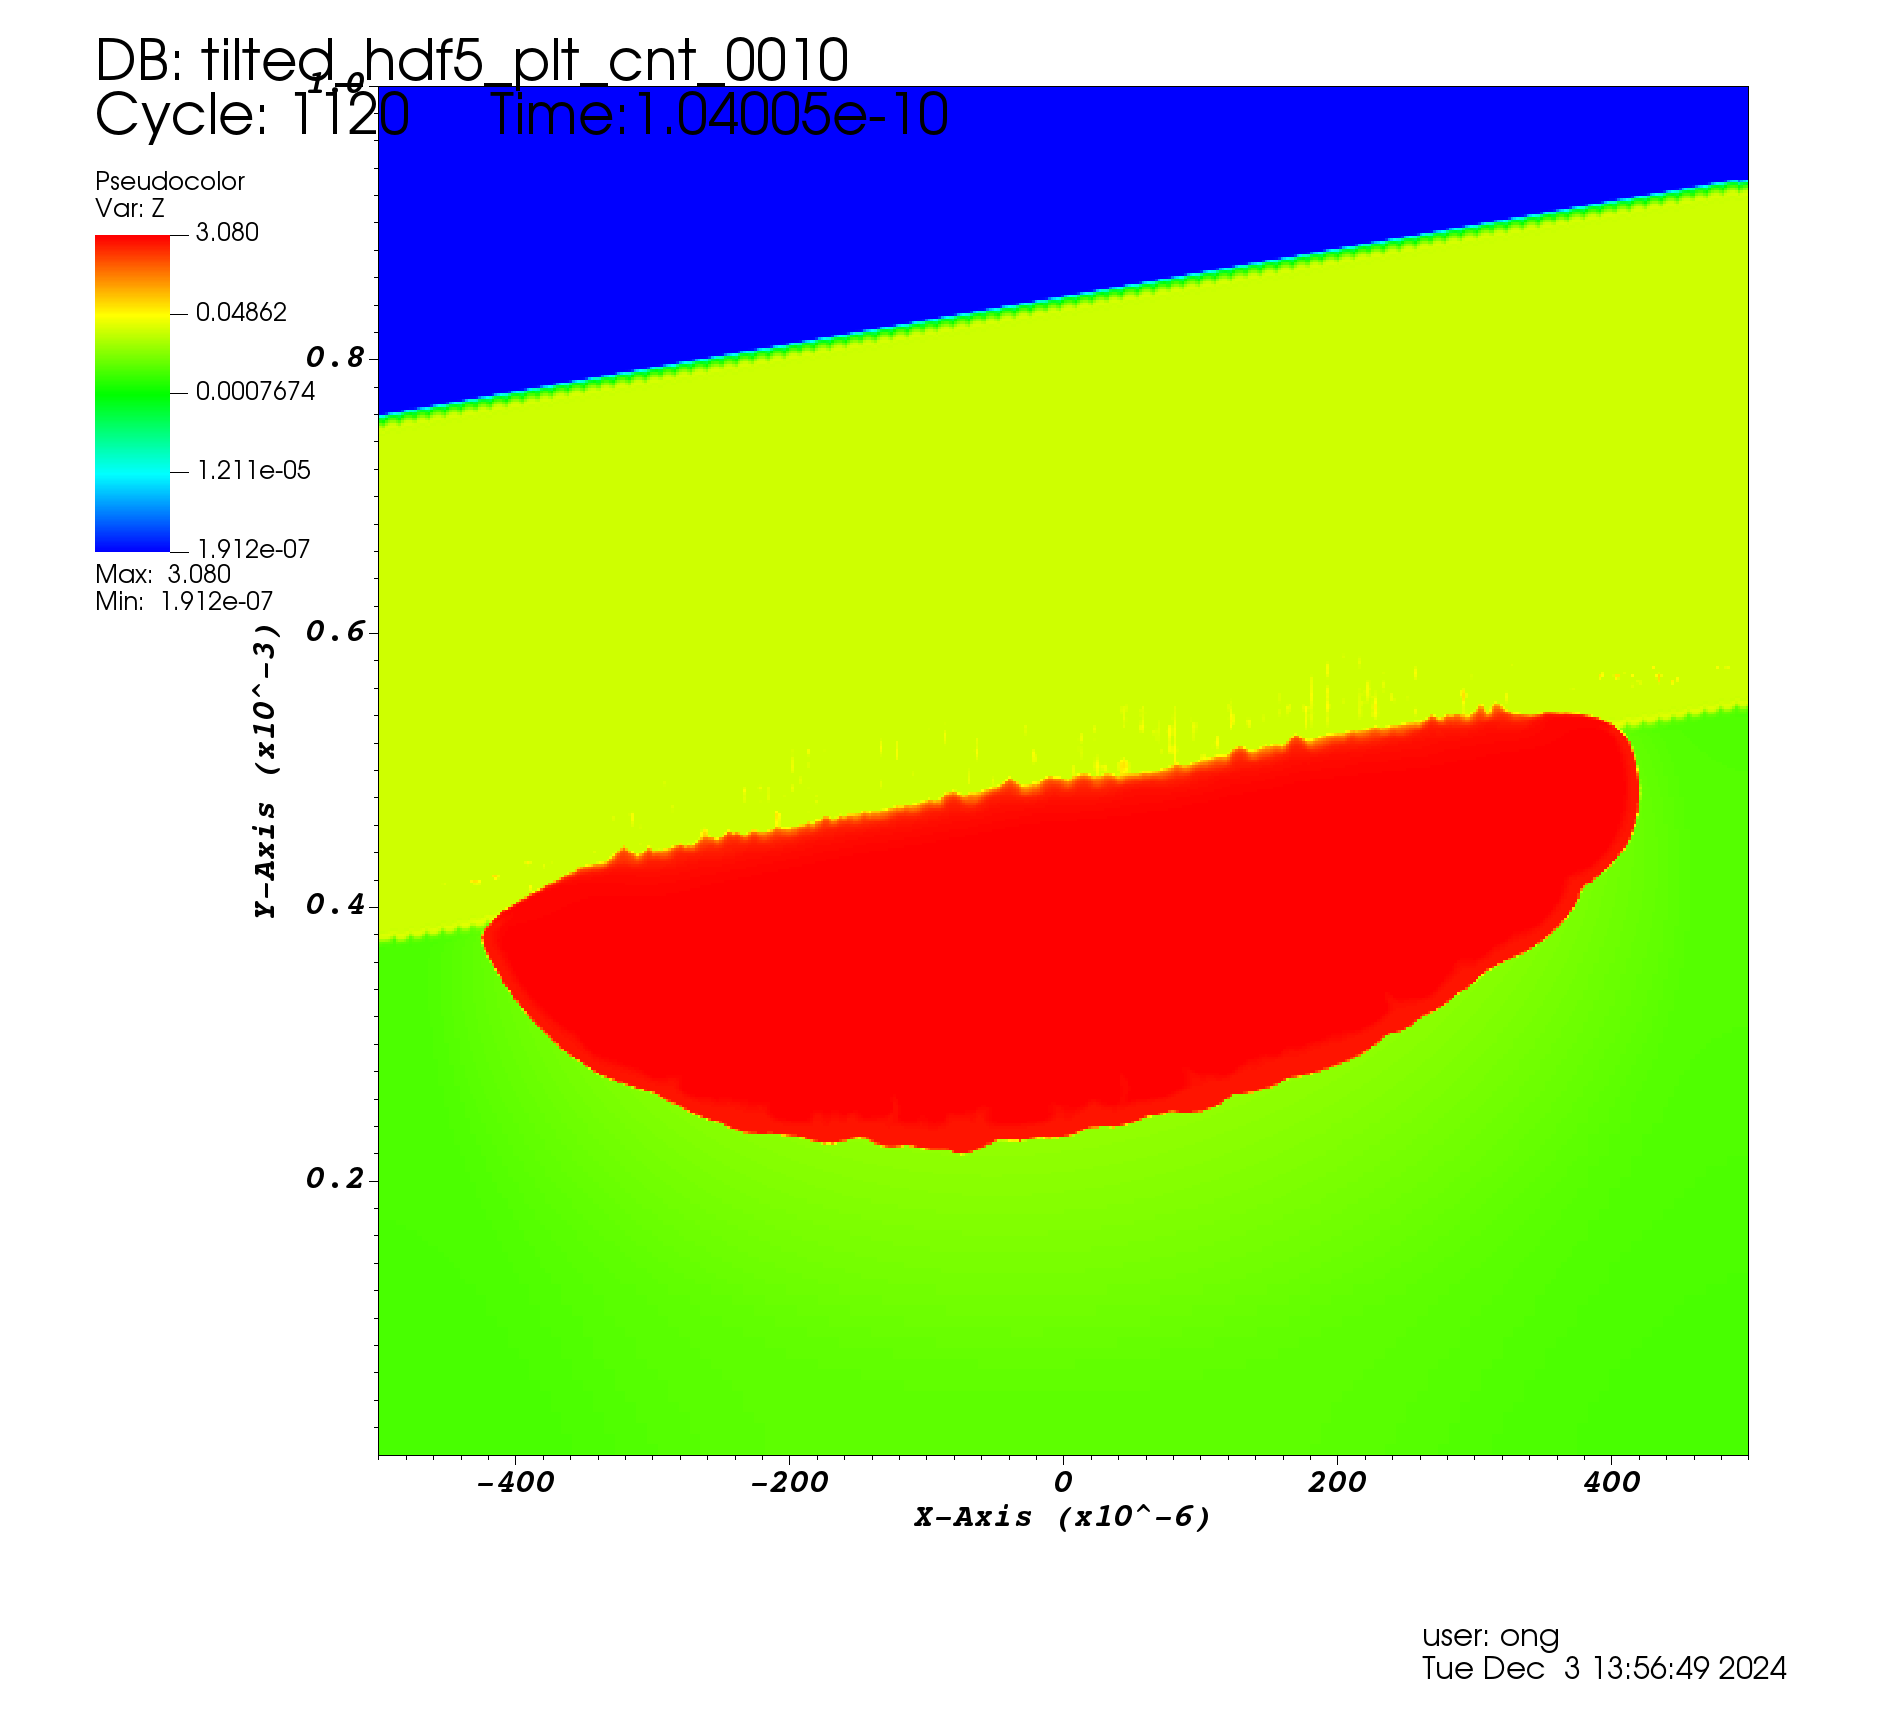 DB: tilted_hdf5_plt_cnt_0010
Cycle: 1120 Time:1.04005e-10
Pseudocolor
Var: Z
3.080
0.04862
0.0007674
1.211e-05
1.912e-07
Max: 3.080
Min: 1.912e-07
1.0
0.8
0.6
0.4
0.2
Y-Axis (x10^-3)
-400 -200 0 200 400
X-Axis (x10^-6)
user: ong
Tue Dec 3 13:56:49 2024